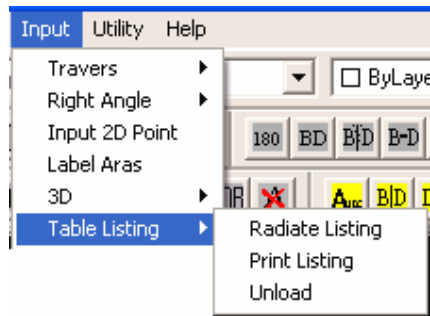 Input Utility Help
Travers
Right Angle
Input 2D Point
Label Aras
3D
Table Listing
ByLaye
180 BD B|D B-D
A B|D
Radiate Listing
Print Listing
Unload